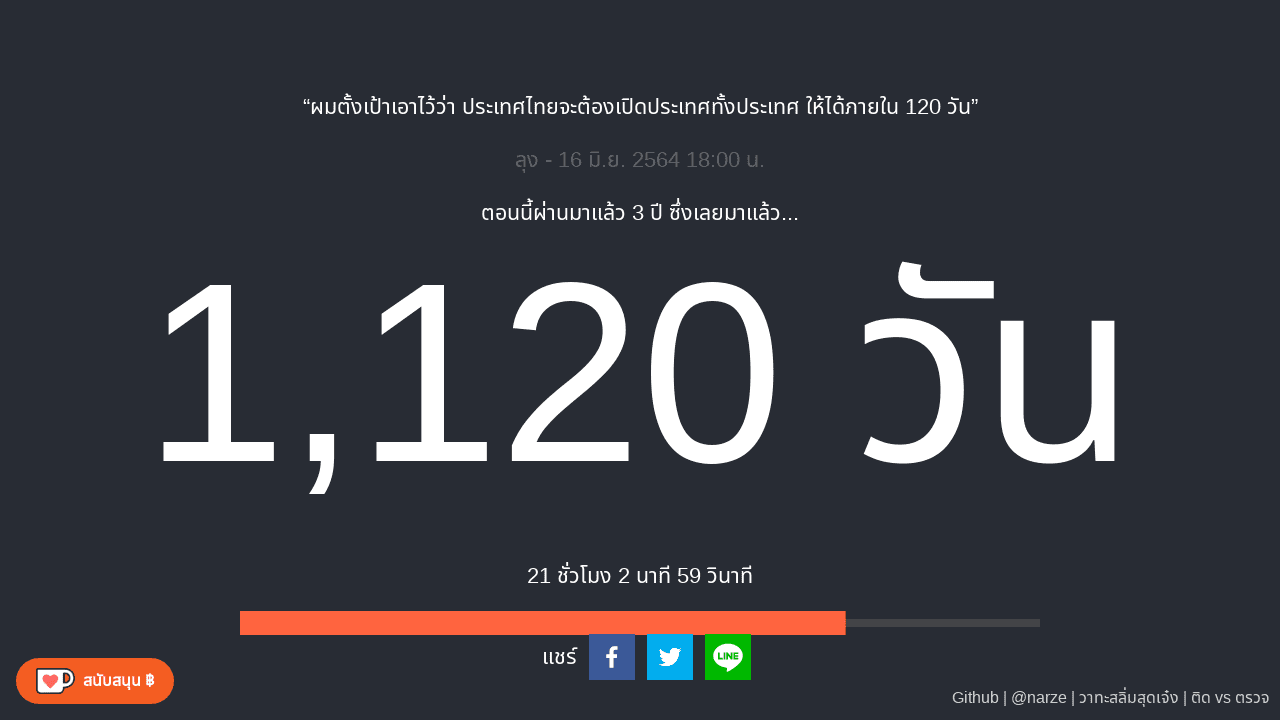 “ผมตั้งเป้าเอาไว้ว่า ประเทศไทยจะต้องเปิดประเทศทั้งประเทศ ให้ได้ภายใน 120 วัน”
ลุง - 16 มิ.ย. 2564 18:00 น.
ตอนนี้ผ่านมาแล้ว 3 ปี ซึ่งเลยมาแล้ว...
1,120 วัน
21 ชั่วโมง 2 นาที 59 วินาที
แชร์
LINE
สนับสนุน ฿
Github | @narze | วาทะสลิ่มสุดเจ๋ง | ติด vs ตรวจ